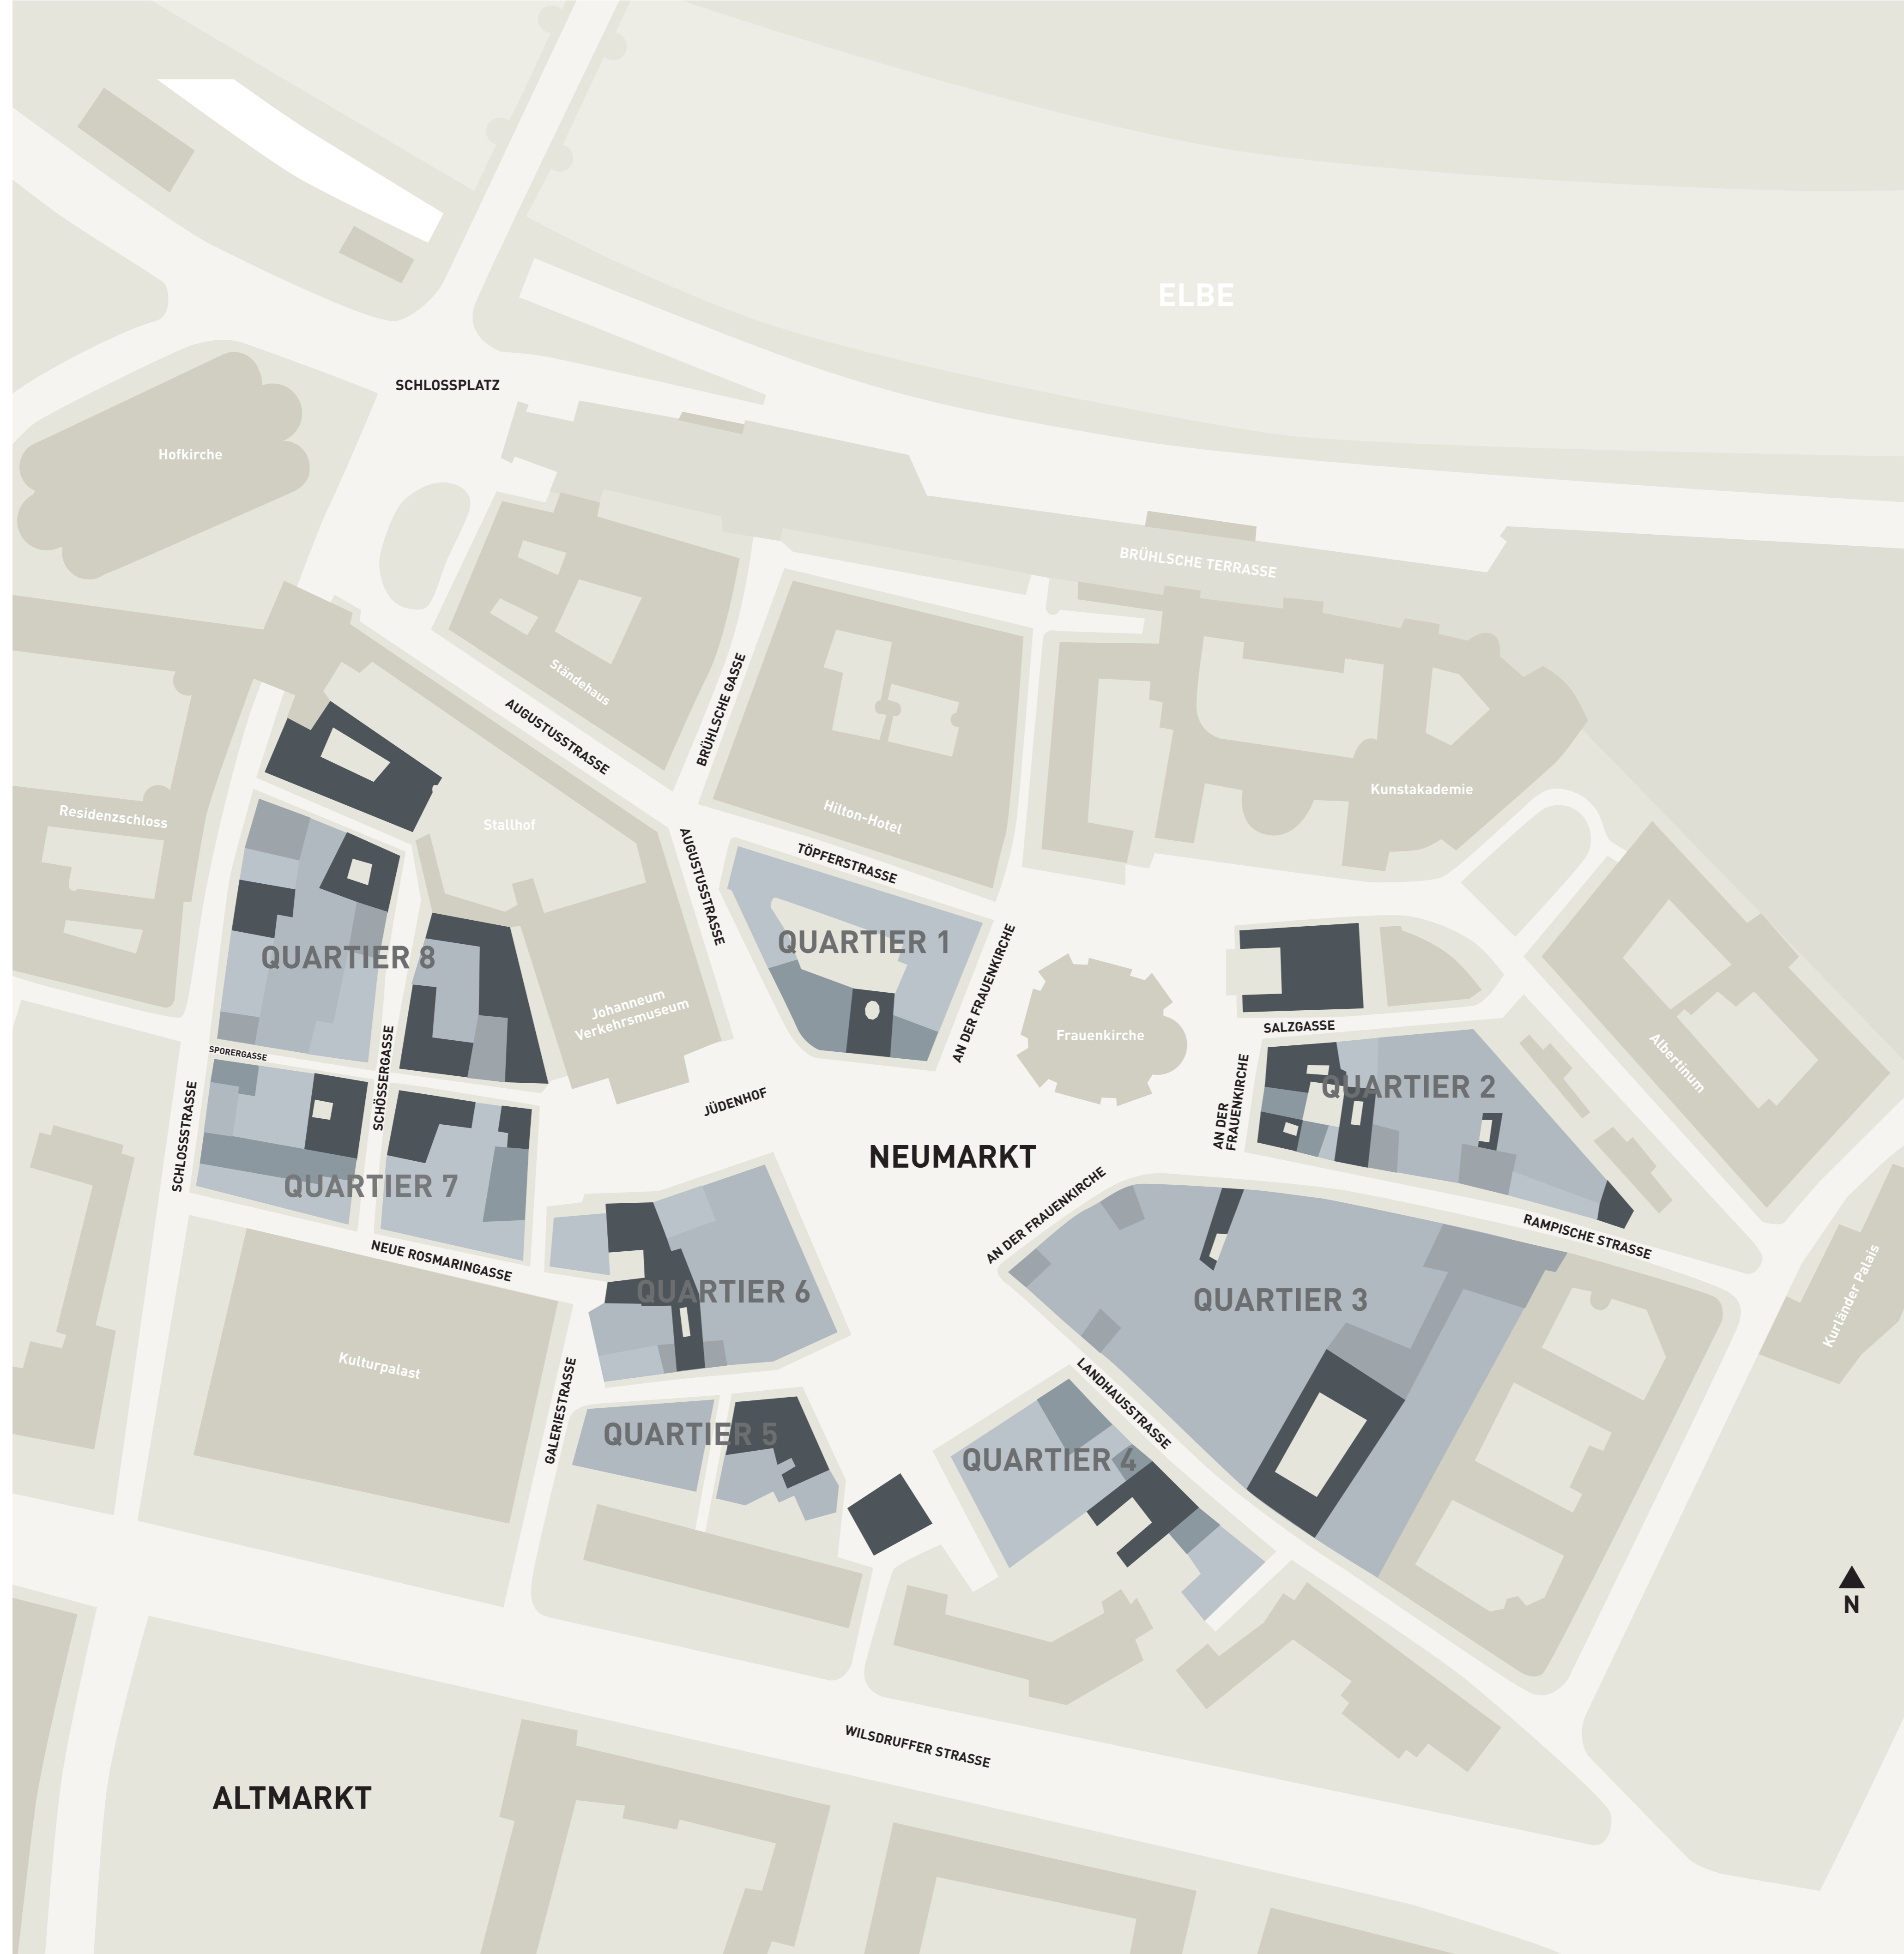 ELBE
SCHLOSSPLATZ
Hofkirche
BRÜHLSCHE TERRASSE
Ständehaus
BRÜHLSCHE GASSE
AUGUSTUSSTRASSE
Residenzschloss
Stallhof
Hilton-Hotel
Kunstakademie
TÖPFERSTRASSE
AUGUSTUSSTRASSE
QUARTIER 1
QUARTIER 8
AN DER FRAUENKIRCHE
Johanneum
Verkehrsmuseum
Frauenkirche
SALZGASSE
Albertinum
SPORERGASSE
SCHÖSSERGASSE
SCHLOSSSTRASSE
JÜDENHOF
AN DER
FRAUENKIRCHE
QUARTIER 2
NEUMARKT
QUARTIER 7
AN DER FRAUENKIRCHE
RAMPISCHE STRASSE
NEUE ROSMARINGASSE
QUARTIER 6
QUARTIER 3
Kurländer Palais
Kulturpalast
GALERIESTRASSE
LANDHAUSSTRASSE
QUARTIER 5
QUARTIER 4
N
WILSDRUFFER STRASSE
ALTMARKT